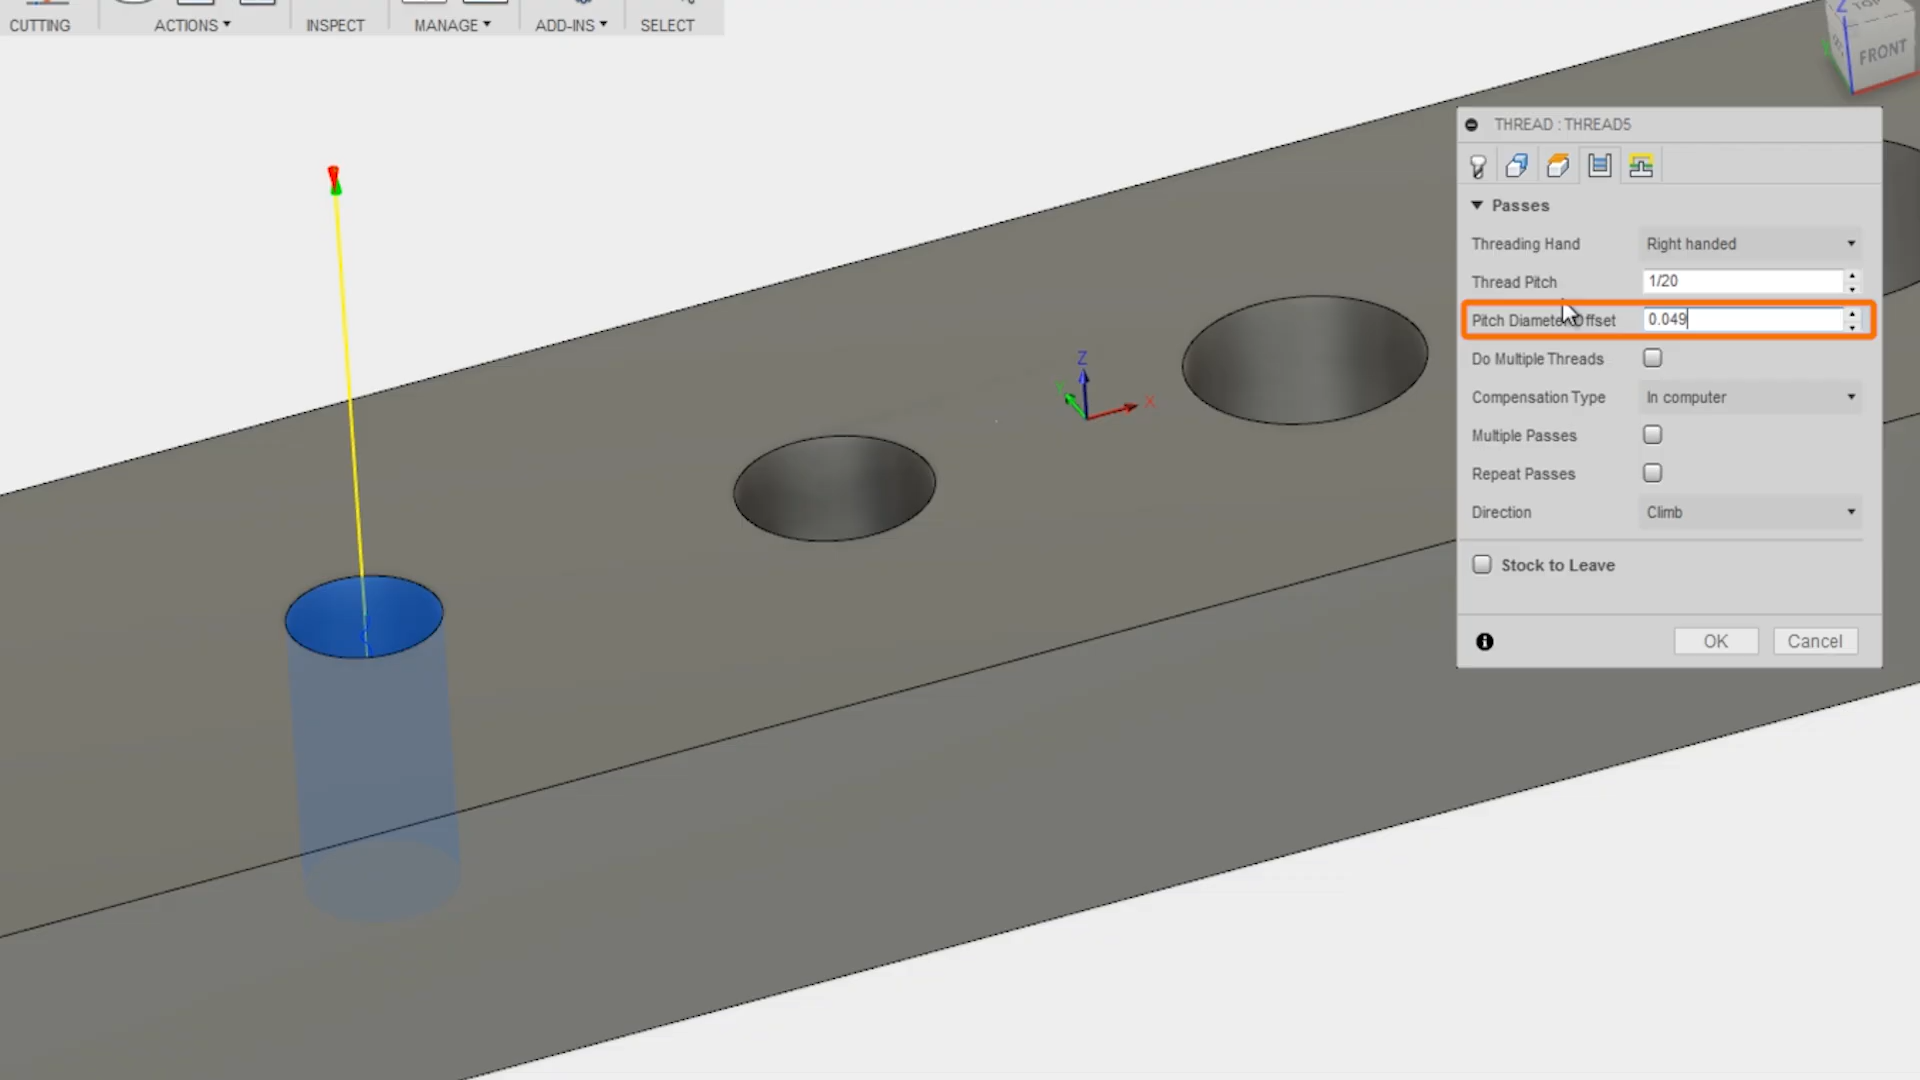 CUTTING ACTIONS INSPECT MANAGE ADD-INS SELECT
TOP
FRONT
THREAD : THREAD5
Passes
Threading Hand Right handed
Thread Pitch 1/20
Pitch Diameter Offset 0.049
Do Multiple Threads
Compensation Type In computer
Multiple Passes
Repeat Passes
Direction Climb
Stock to Leave
OK Cancel
Z
X
Z